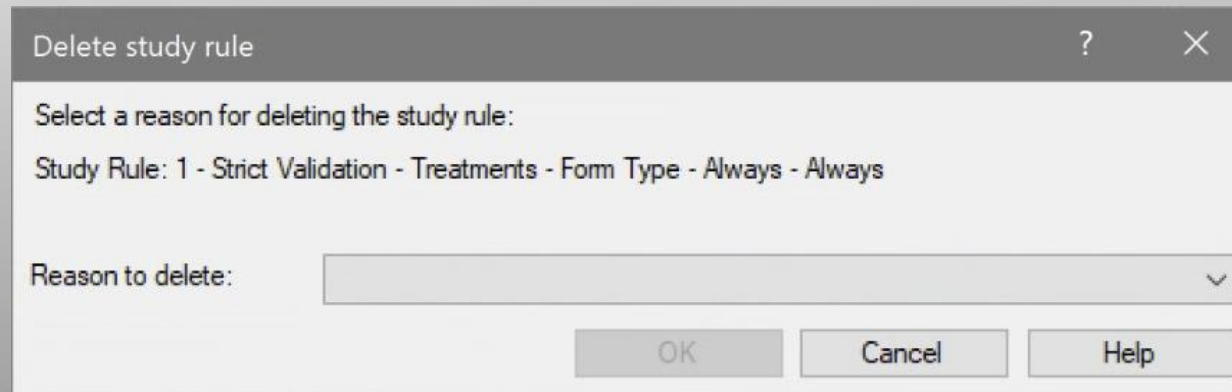 Delete study rule ?
Select a reason for deleting the study rule:
Study Rule: 1 - Strict Validation - Treatments - Form Type - Always - Always
Reason to delete:
OK Cancel Help